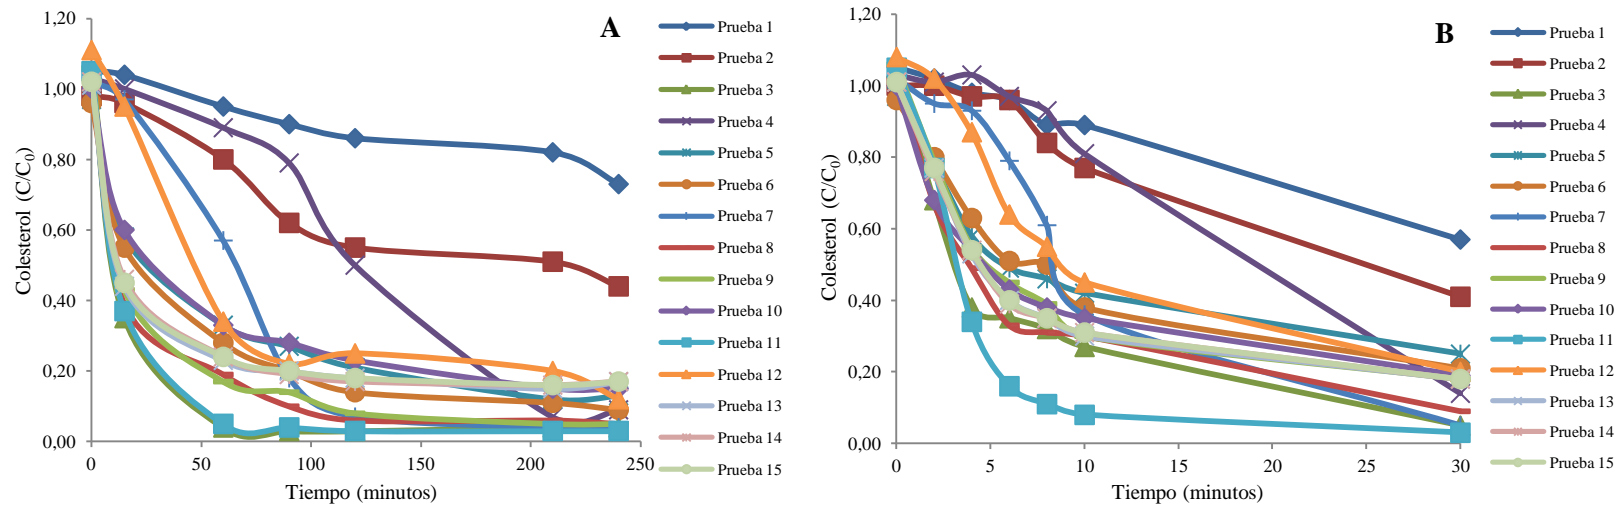 A
Colesterol (C/C0)
1,20
1,00
0,80
0,60
0,40
0,20
0,00
0
50
100
150
200
250
Tiempo (minutos)
Prueba 1
Prueba 2
Prueba 3
Prueba 4
Prueba 5
Prueba 6
Prueba 7
Prueba 8
Prueba 9
Prueba 10
Prueba 11
Prueba 12
Prueba 13
Prueba 14
Prueba 15
B
Colesterol (C/C0)
1,20
1,00
0,80
0,60
0,40
0,20
0,00
0
5
10
15
20
25
30
Tiempo (minutos)
Prueba 1
Prueba 2
Prueba 3
Prueba 4
Prueba 5
Prueba 6
Prueba 7
Prueba 8
Prueba 9
Prueba 10
Prueba 11
Prueba 12
Prueba 13
Prueba 14
Prueba 15